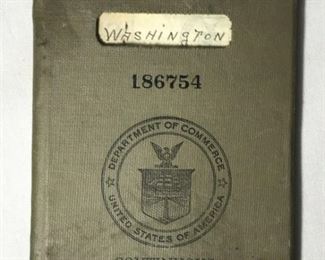 Washington
186754
DEPARTMENT OF COMMERCE
UNITED STATES OF AMERICA